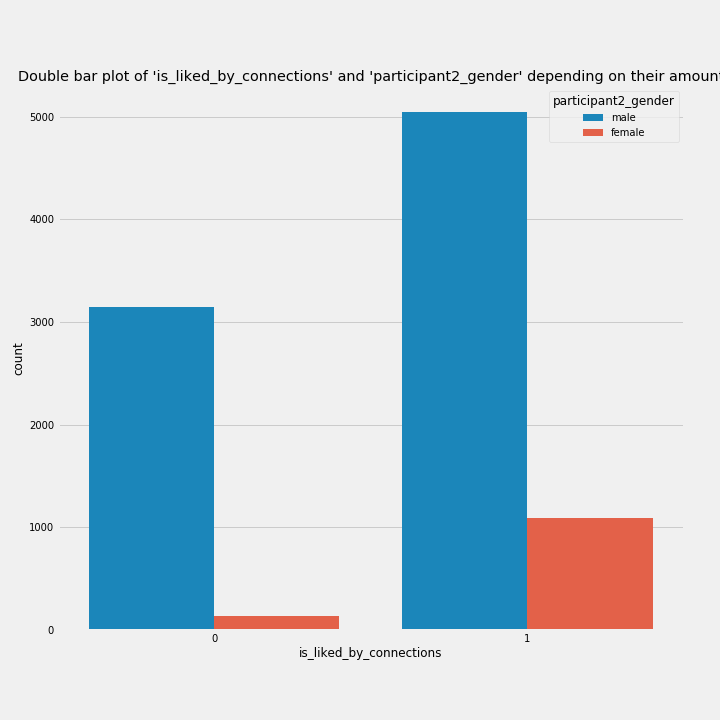 Double bar plot of 'is_liked_by_connections' and 'participant2_gender' depending on their amount
participant2_gender
male
female
5000
4000
3000
2000
1000
0
count
0 1
is_liked_by_connections